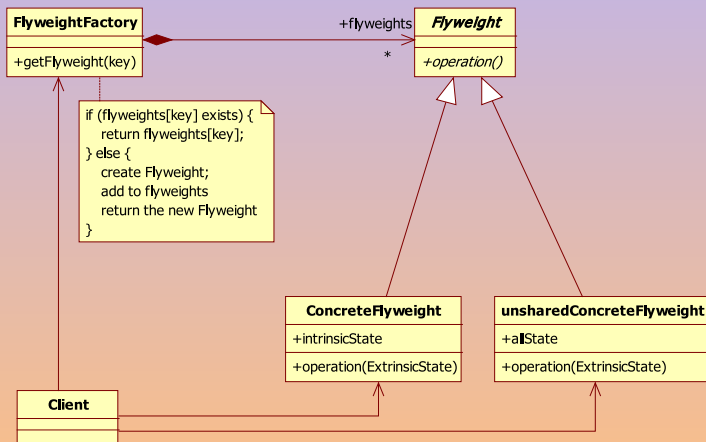 FlyweightFactory
+getFlyweight(key)
+flyweights
*
Flyweight
+operation()
if (flyweights[key] exists) {
return flyweights[key];
} else {
create Flyweight;
add to flyweights
return the new Flyweight
}
ConcreteFlyweight
+intrinsicState
+operation(ExtrinsicState)
unsharedConcreteFlyweight
+allState
+operation(ExtrinsicState)
Client